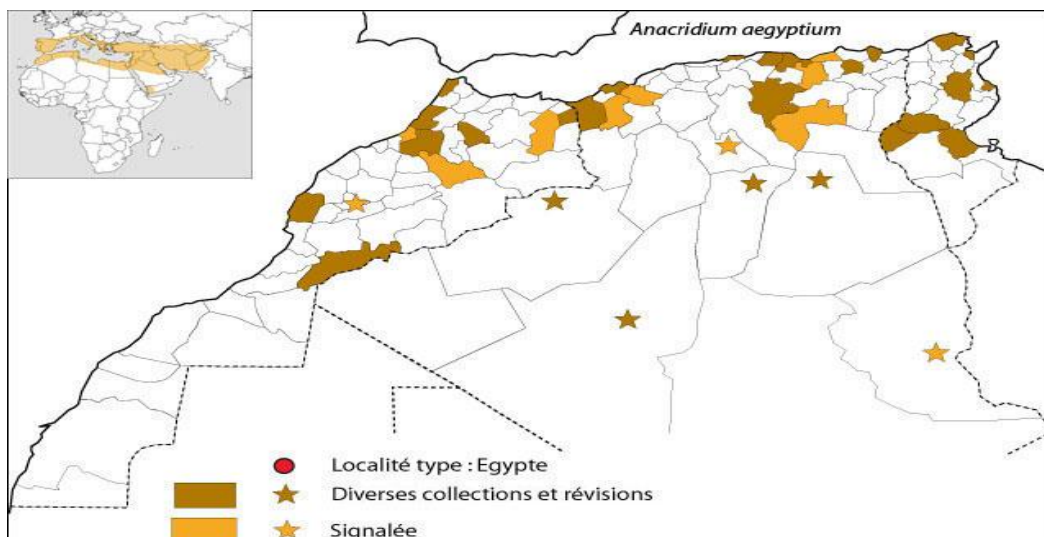 Anacridium aegyptium
Localité type : Egypte
Diverses collections et révisions
Signalée